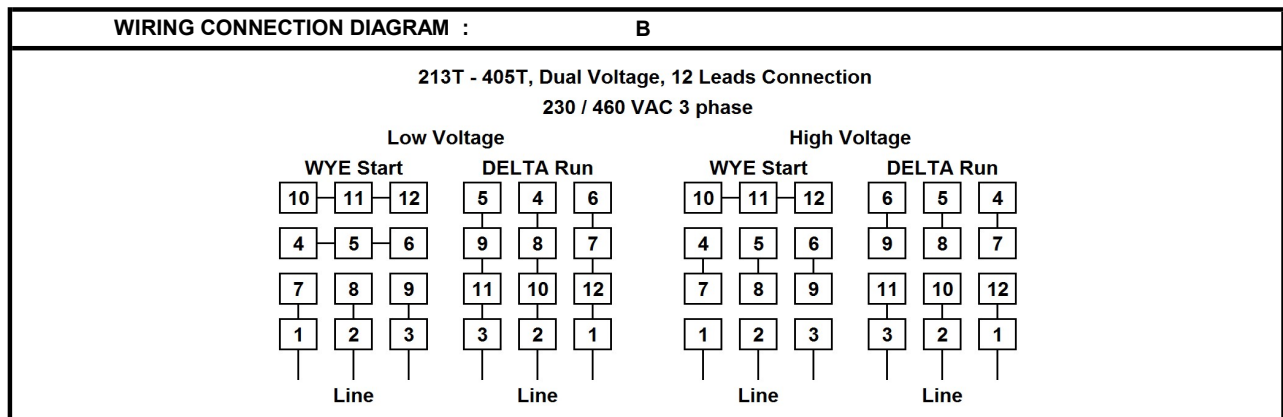 WIRING CONNECTION DIAGRAM : B
213T - 405T, Dual Voltage, 12 Leads Connection
230 / 460 VAC 3 phase
Low Voltage High Voltage
WYE Start DELTA Run WYE Start DELTA Run
10 11 12 5 4 6 10 11 12 6 5 4
4 5 6 9 8 7 4 5 6 9 8 7
7 8 9 11 10 12 7 8 9 11 10 12
1 2 3 3 2 1 1 2 3 3 2 1
Line Line Line Line